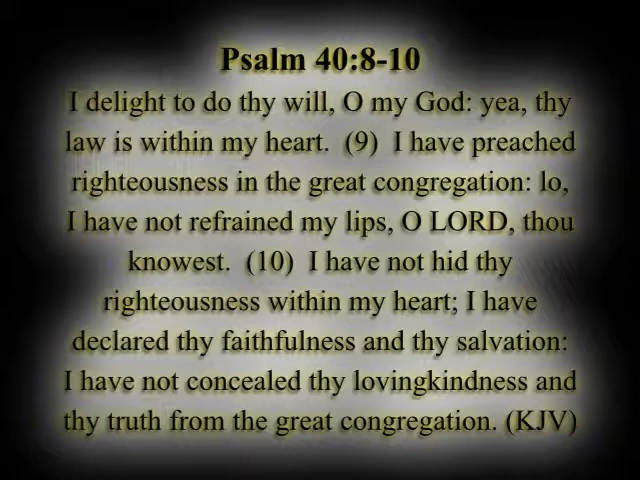 Psalm 40:8-10
I delight to do thy will, O my God: yea, thy
law is within my heart.  (9)  I have preached
righteousness in the great congregation: lo,
I have not refrained my lips, O LORD, thou
knowest.  (10)  I have not hid thy
righteousness within my heart; I have
declared thy faithfulness and thy salvation:
I have not concealed thy lovingkindness and
thy truth from the great congregation. (KJV)